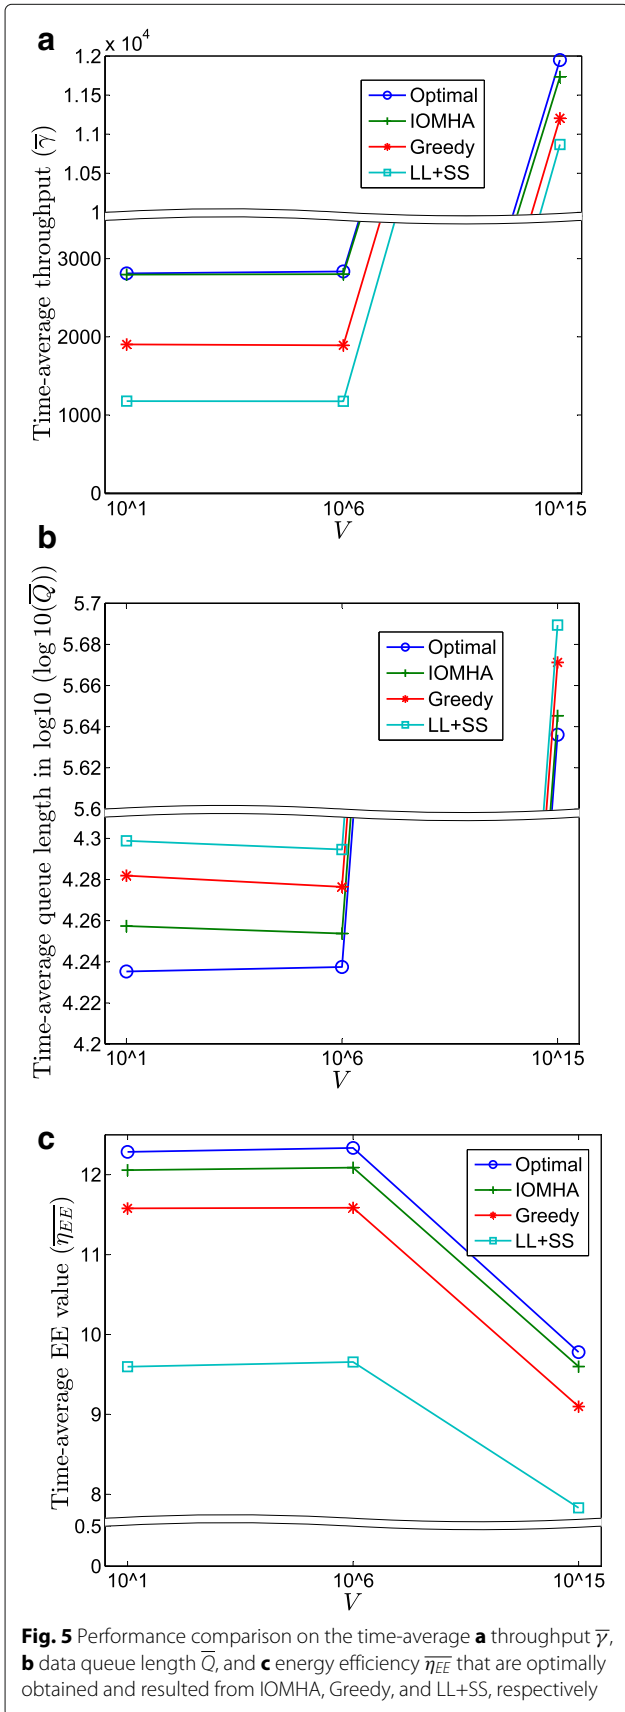 a
x 10^4
1.2
1.15
1.1
1.05
1
3000
2000
1000
0
Time-average throughput (γ̅)
Optimal
IOMHA
Greedy
LL+SS
10^1
10^6
10^15
V
b
5.7
5.68
5.66
5.64
5.62
5.6
4.3
4.28
4.26
4.24
4.22
4.2
Time-average queue length in log10 (log 10(Q̅))
Optimal
IOMHA
Greedy
LL+SS
10^1
10^6
10^15
V
c
12
11
10
9
8
0.5
0
Time-average EE value (η̅_EE)
Optimal
IOMHA
Greedy
LL+SS
10^1
10^6
10^15
V
Fig. 5 Performance comparison on the time-average a throughput γ̅,
b data queue length Q̅, and c energy efficiency η̅_EE that are optimally
obtained and resulted from IOMHA, Greedy, and LL+SS, respectively